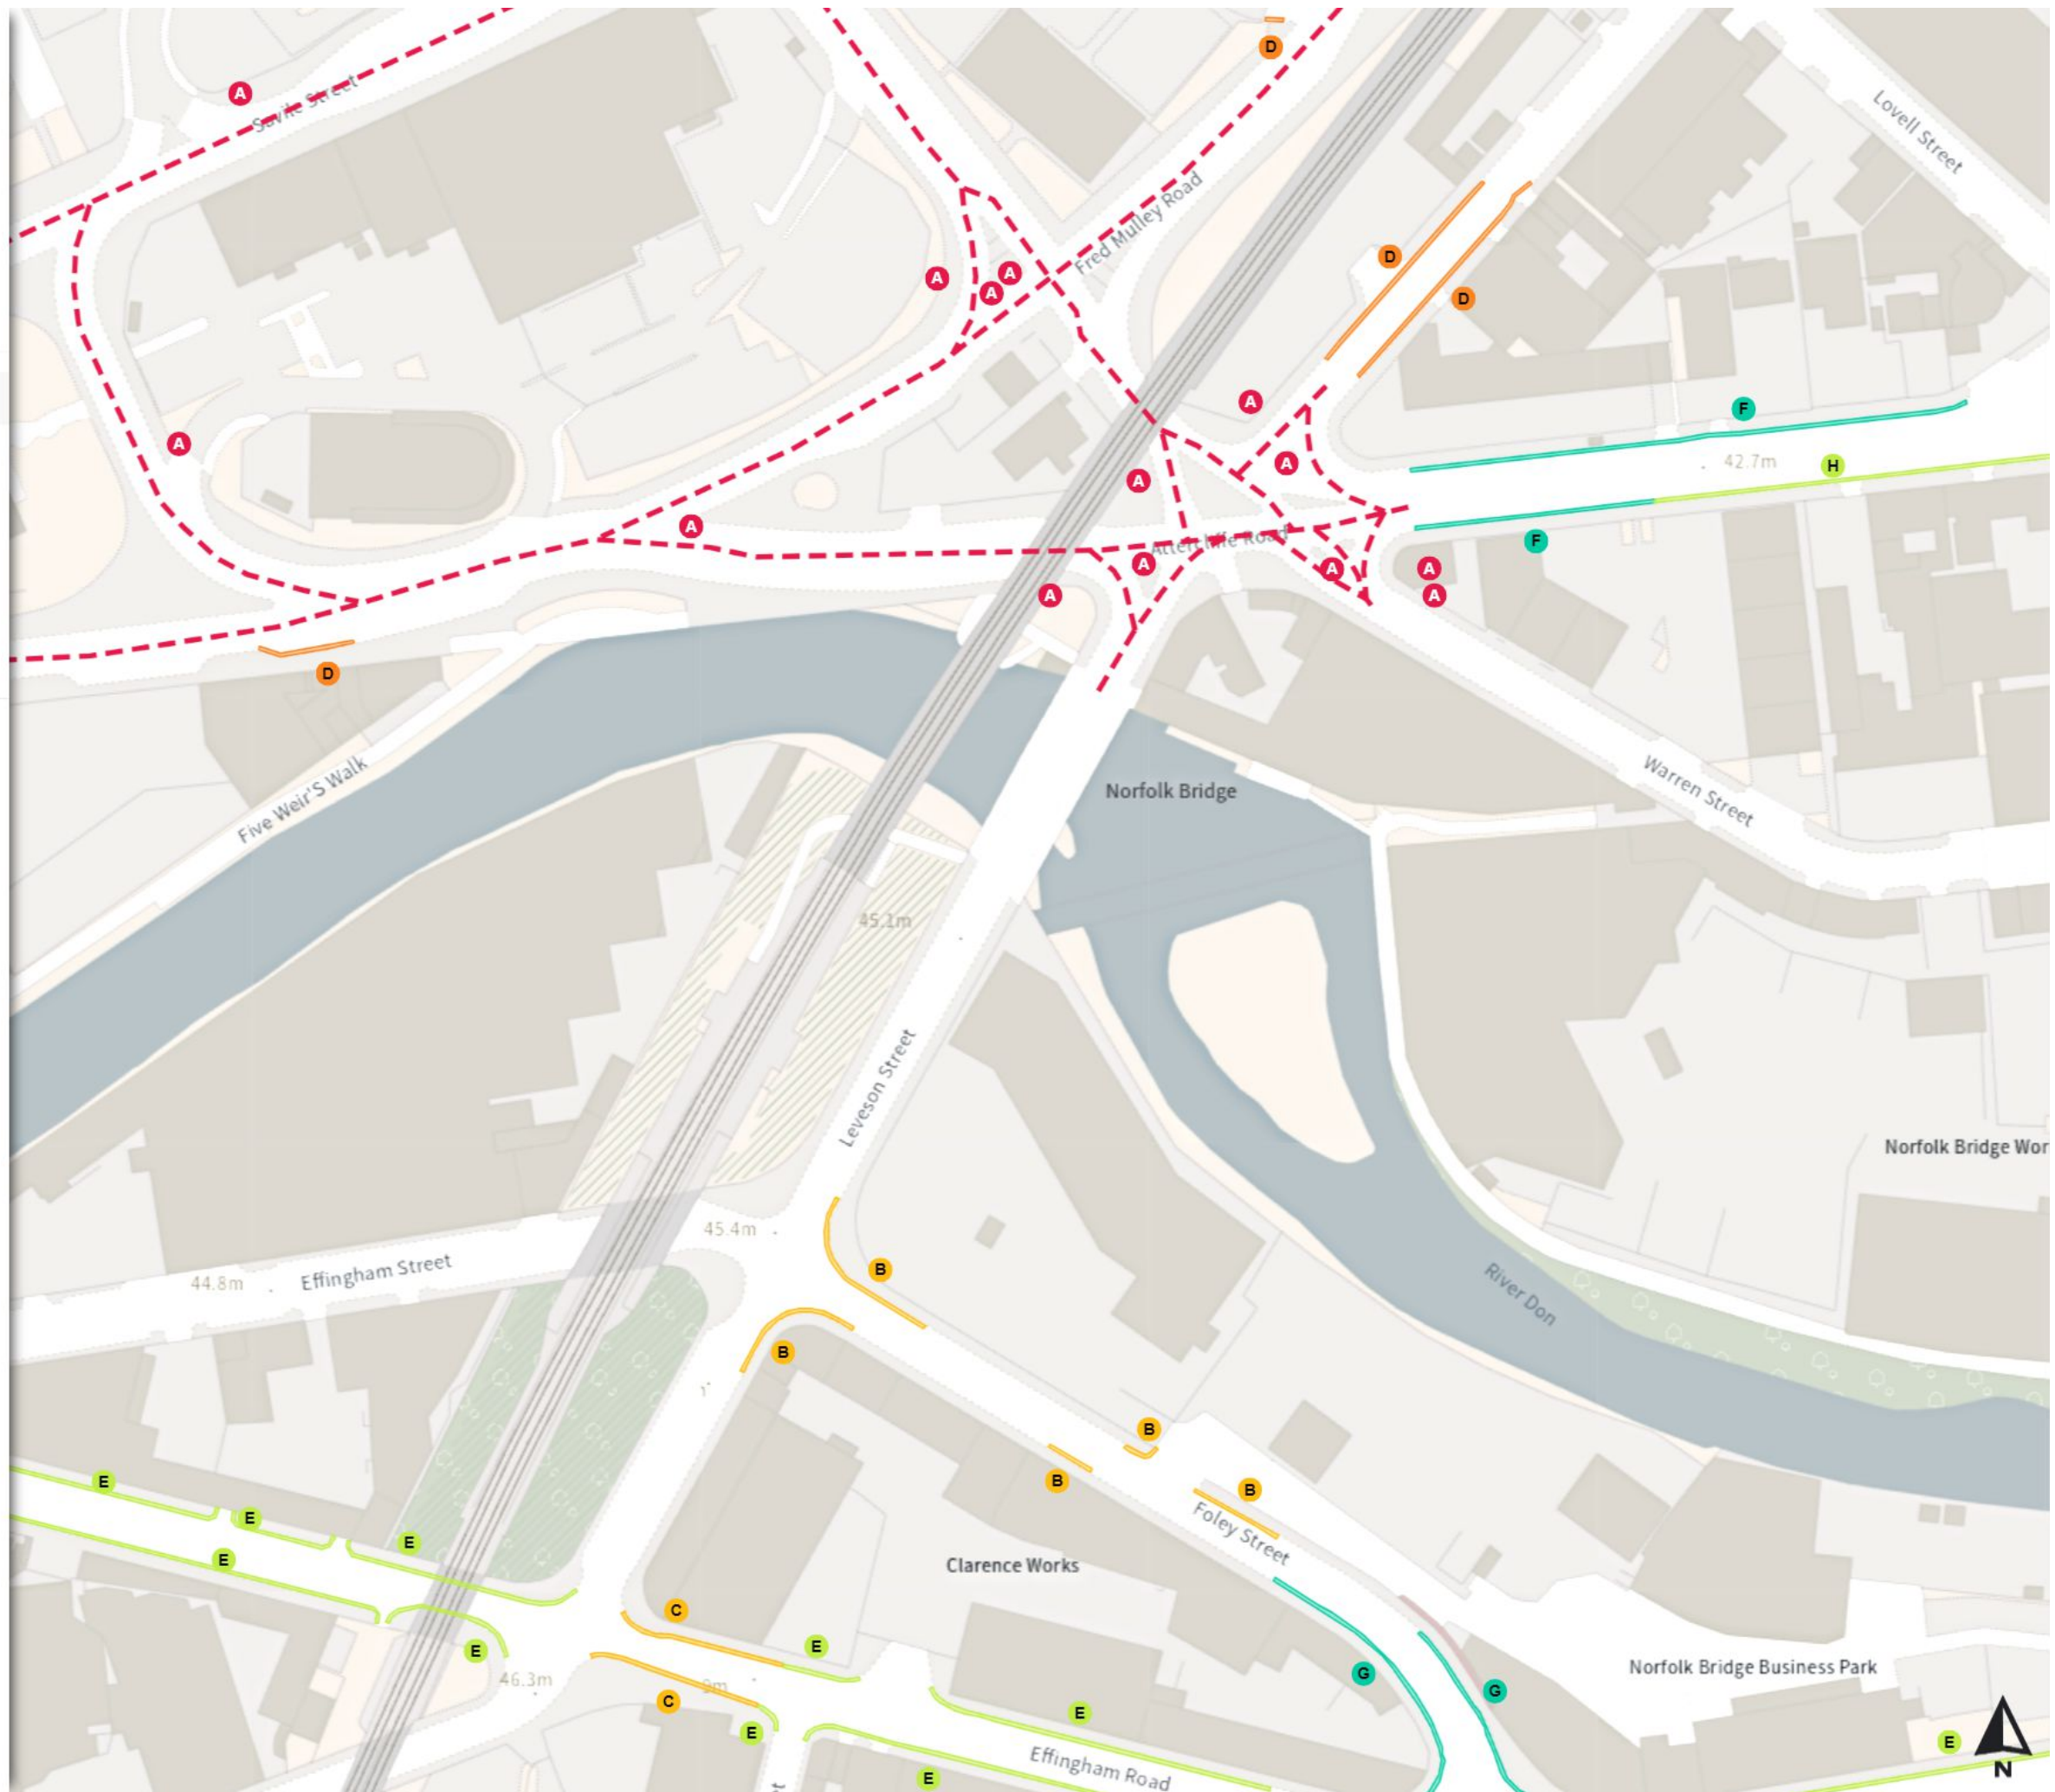 D
A
Savile Street
Lovell Street
Fred Mulley Road
D
A
A
A
D
A
F
A
A
42.7m
H
A
A
F
Attercliffe Road
A
A
A
A
A
D
Five Weir'S Walk
Norfolk Bridge
Warren Street
45.1m
Leveson Street
Norfolk Bridge Wor
45.4m
Effingham Street
44.8m
B
River Don
B
B
E
B
B
E
Foley Street
E
E
Clarence Works
C
E
E
46.3m
9m
G
Norfolk Bridge Business Park
G
C
E
E
E
Effingham Road
E
N